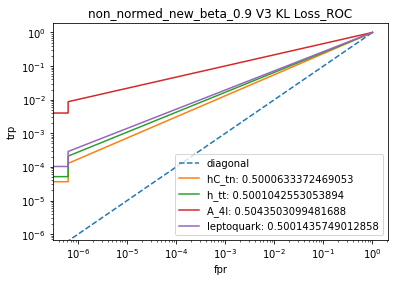 non_normed_new_beta_0.9 V3 KL Loss_ROC
10⁰
10⁻¹
10⁻²
10⁻³
10⁻⁴
10⁻⁵
10⁻⁶
trp
diagonal
hC_tn: 0.5000633372469053
h_tt: 0.5001042553053894
A_4l: 0.5043503099481688
leptoquark: 0.5001435749012858
10⁻⁶ 10⁻⁵ 10⁻⁴ 10⁻³ 10⁻² 10⁻¹ 10⁰
fpr